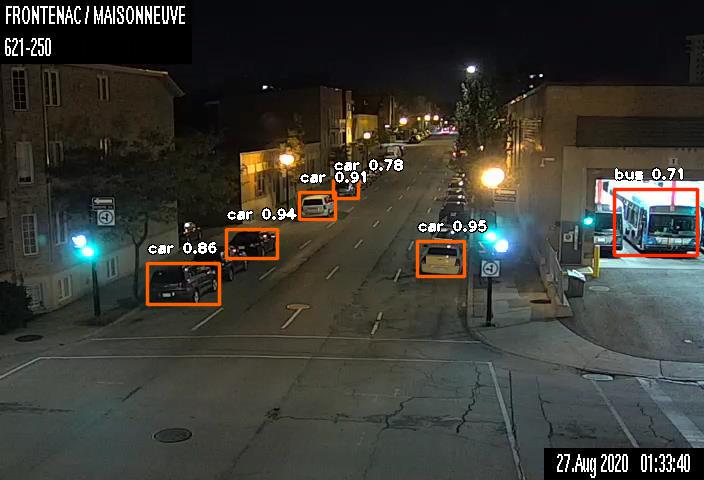 FRONTENAC / MAISONNEUVE
621-250
car 0.78
car 0.91
bus 0.71
car 0.94
car 0.95
car 0.86
27.Aug 2020 01:33:40